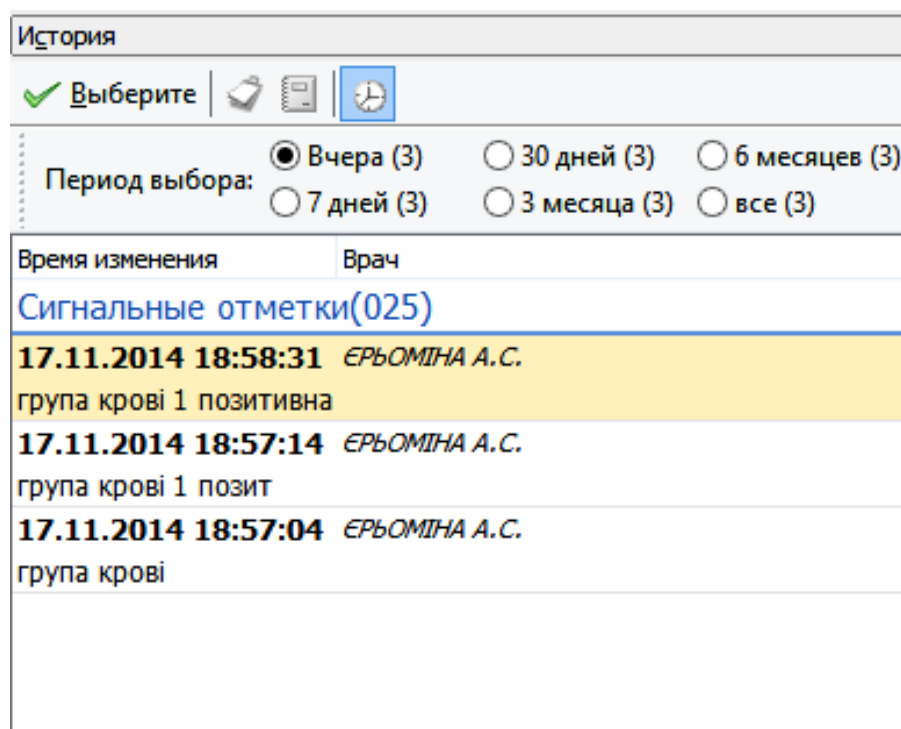 История
Выберите
Период выбора:
Вчера (3) 30 дней (3) 6 месяцев (3)
7 дней (3) 3 месяца (3) все (3)
Время изменения Врач
Сигнальные отметки(025)
17.11.2014 18:58:31 ЄРЬОМІНА А.С.
група крові 1 позитивна
17.11.2014 18:57:14 ЄРЬОМІНА А.С.
група крові 1 позит
17.11.2014 18:57:04 ЄРЬОМІНА А.С.
група крові